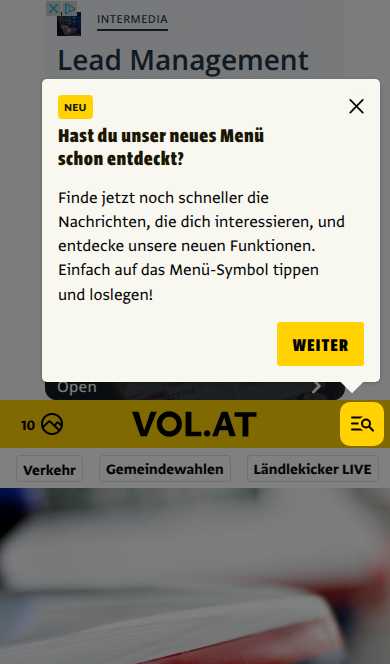 INTERMEDIA
Lead Management
NEU
Hast du unser neues Menü
schon entdeckt?
Finde jetzt noch schneller die
Nachrichten, die dich interessieren, und
entdecke unsere neuen Funktionen.
Einfach auf das Menü-Symbol tippen
und loslegen!
WEITER
Open
10
VOL.AT
Verkehr
Gemeindewahlen
Ländlekicker LIVE